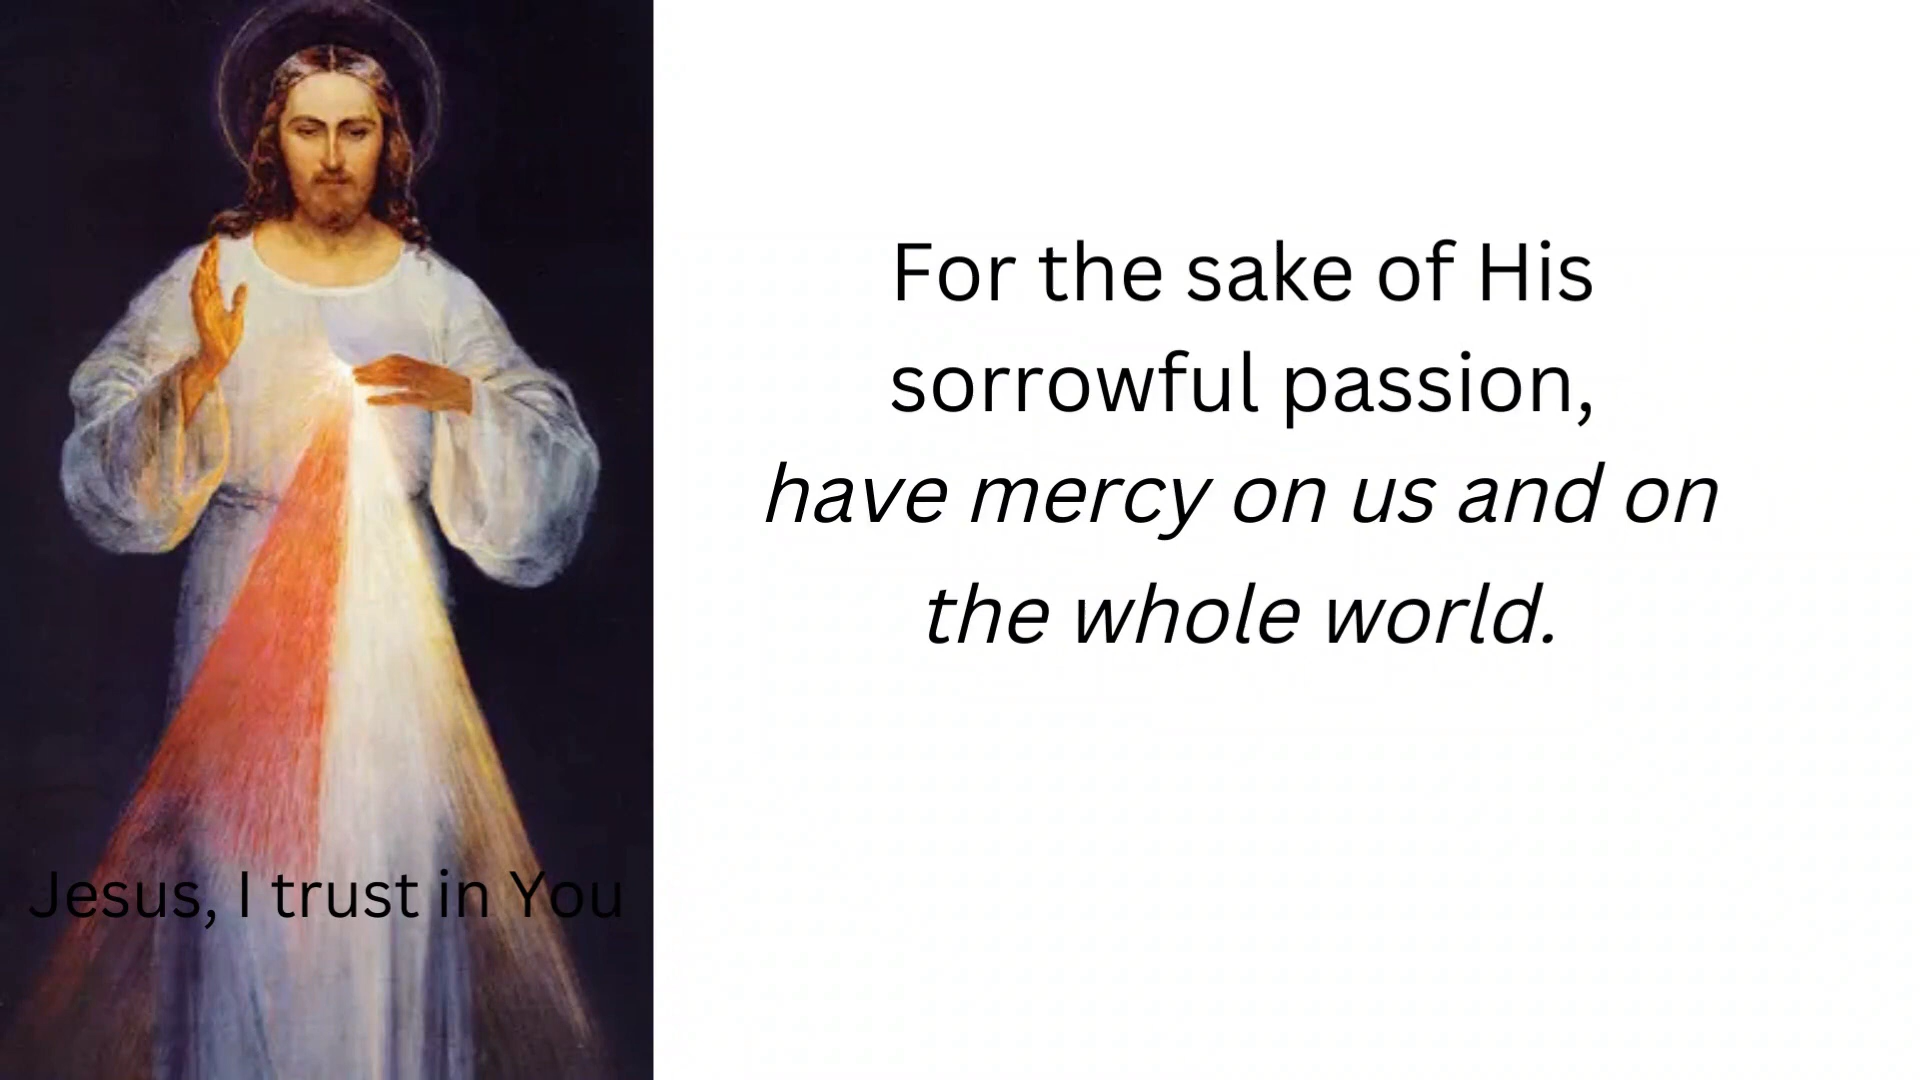 For the sake of His
sorrowful passion,
have mercy on us and on
the whole world.
Jesus, I trust in You